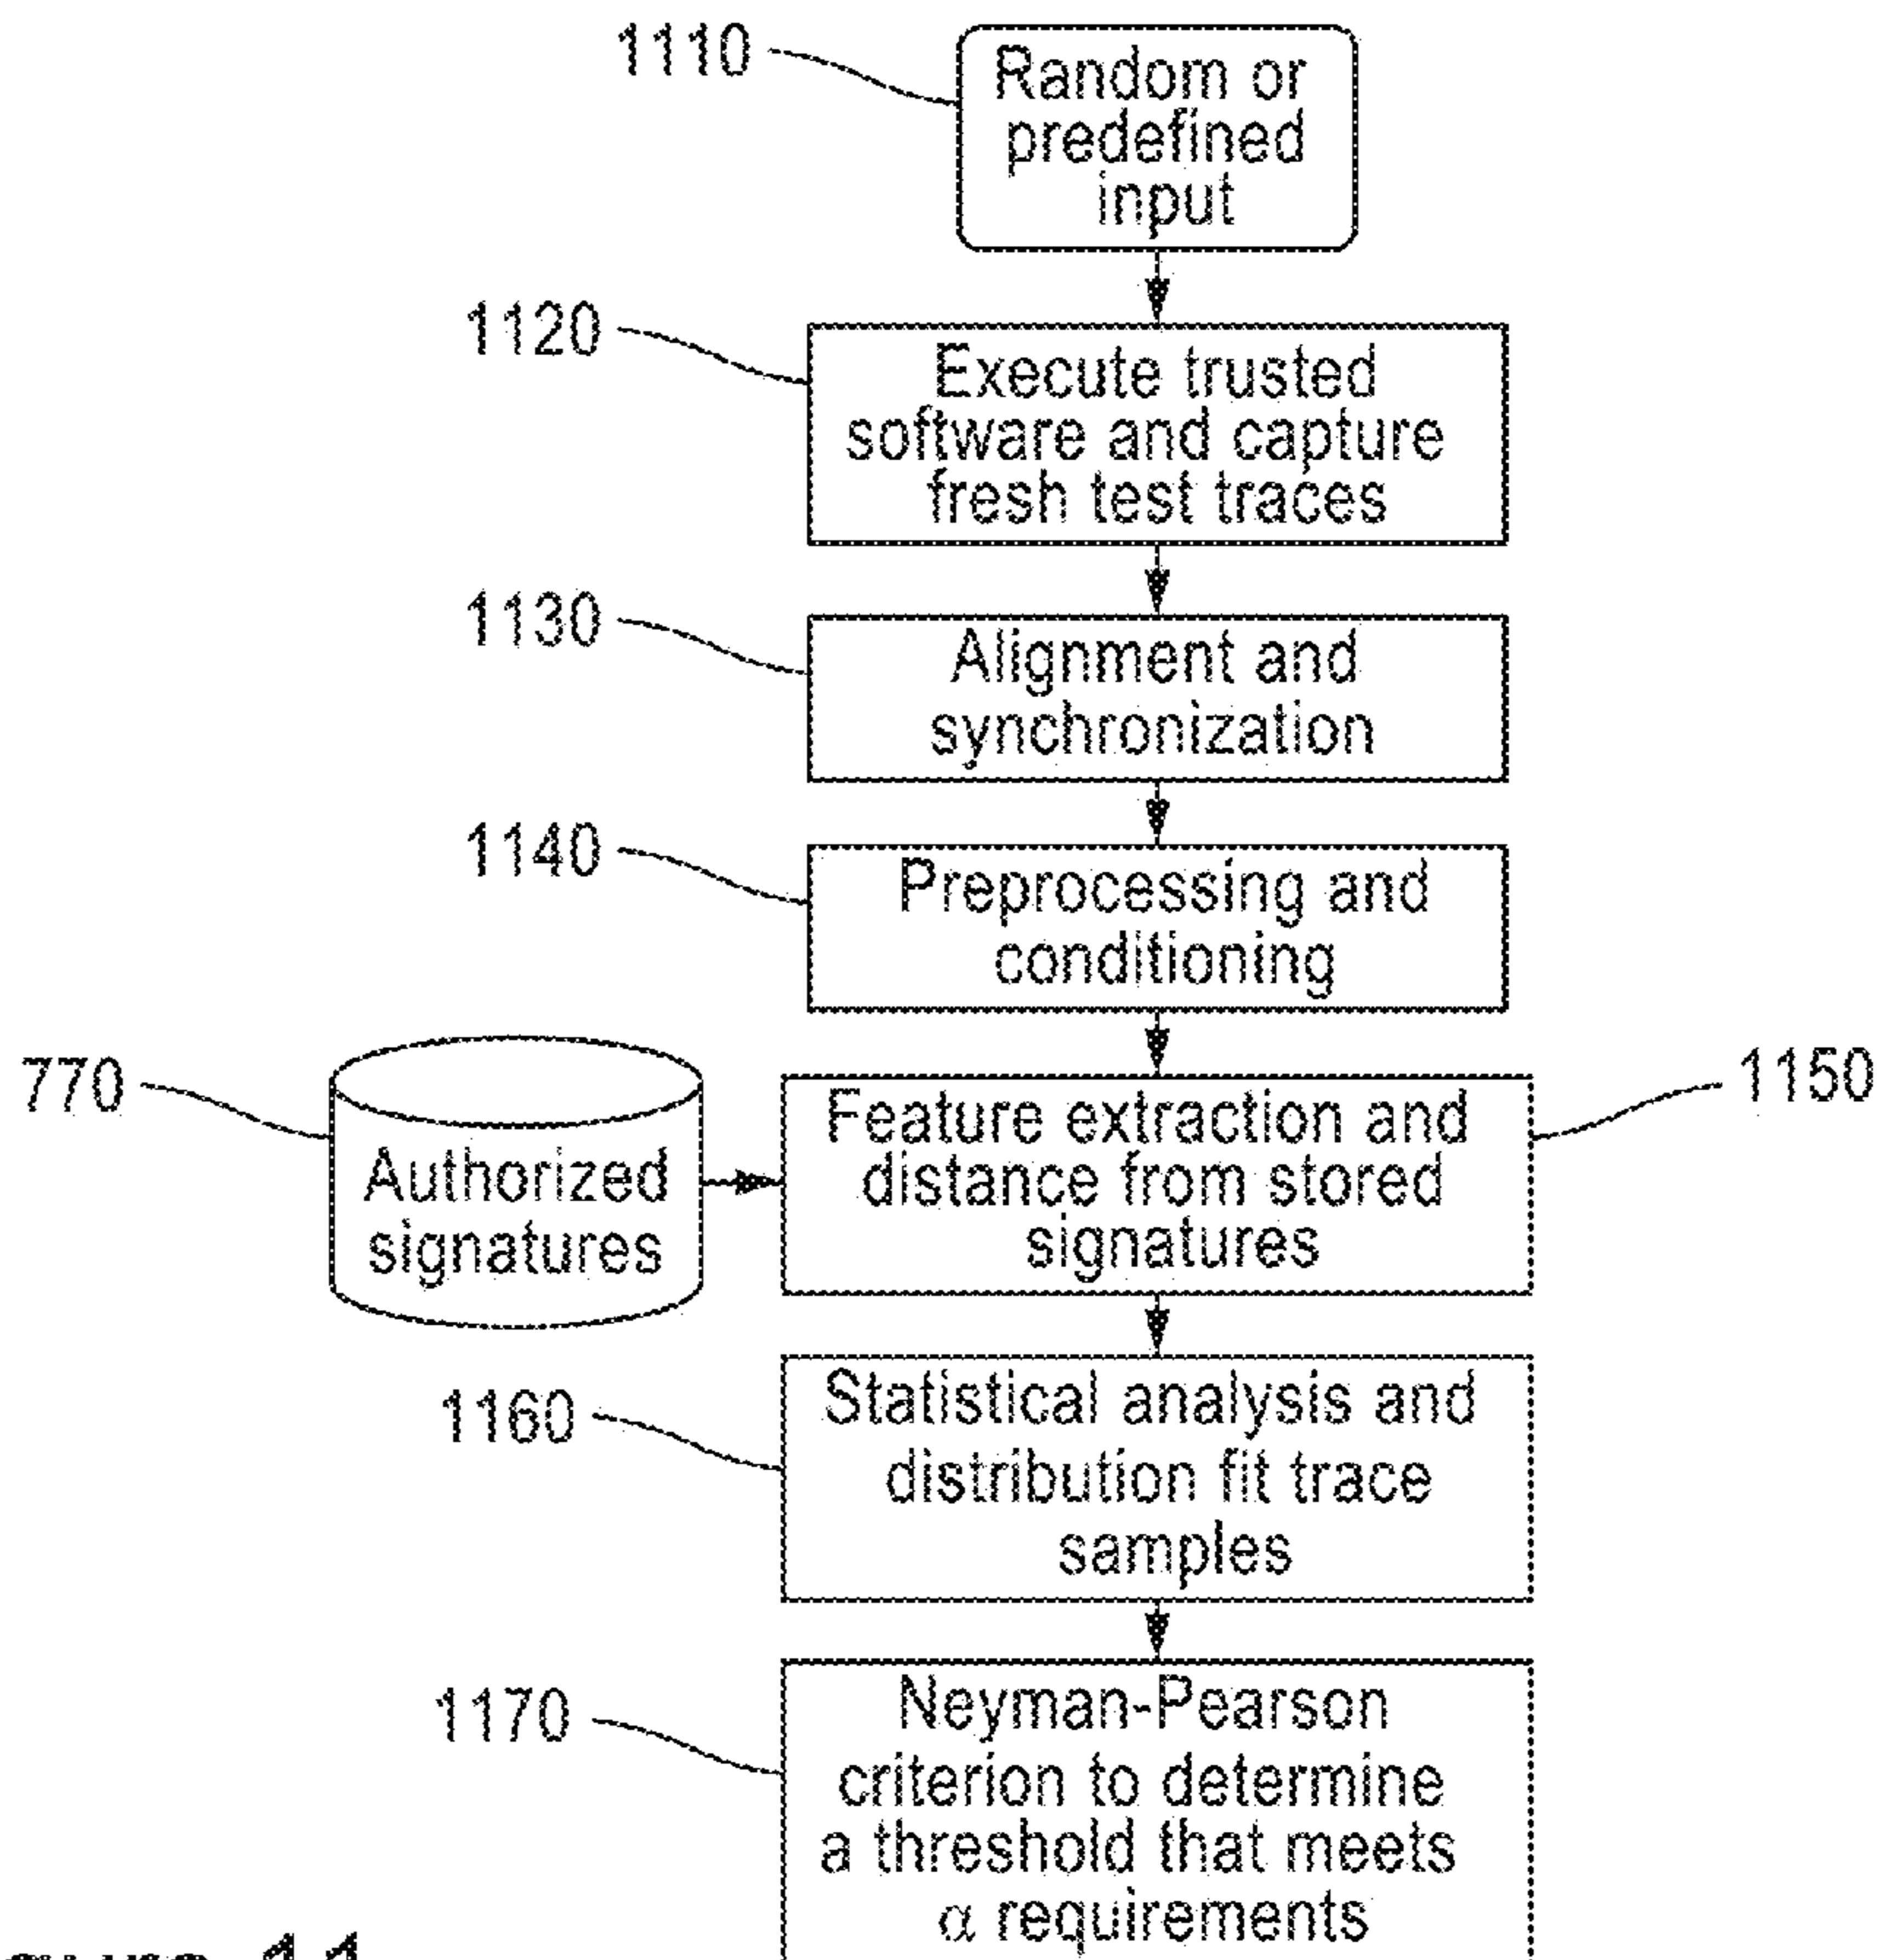 1110
Random or
predefined
input
1120
Execute trusted
software and capture
fresh test traces
1130
Alignment and
synchronization
1140
Preprocessing and
conditioning
770
Authorized
signatures
Feature extraction and
distance from stored
signatures
1150
1160
Statistical analysis and
distribution fit trace
samples
1170
Neyman-Pearson
criterion to determine
a threshold that meets
α requirements